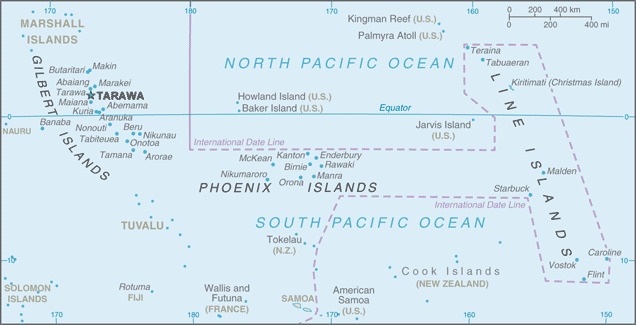 170
180
170
160
150
MARSHALL
ISLANDS
Kingman Reef (U.S.)
Palmyra Atoll (U.S.)
0 200 400 km
0 200 400 mi
NORTH PACIFIC OCEAN
Teraina
Tabuaeran
Kiritimati (Christmas Island)
GILBERT ISLANDS
Butaritari
Makin
Abaiang
Marakei
Tarawa
TARAWA
Maiana
Abemama
Kuria
Aranuka
Banaba
Nonouti
Beru
Nikunau
Tabiteuea
Onotoa
Tamana
Arorae
NAURU
0
Howland Island (U.S.)
Baker Island (U.S.)
Equator
0
Jarvis Island
(U.S.)
International Date Line
McKean
Kanton
Enderbury
Birnie
Rawaki
Nikumaroro
Orona
Manra
PHOENIX ISLANDS
LINE ISLANDS
Malden
Starbuck
International Date Line
SOUTH PACIFIC OCEAN
TUVALU
Tokelau
(N.Z.)
Caroline
Vostok
Flint
10
10
Cook Islands
(NEW ZEALAND)
SOLOMON
ISLANDS
Rotuma
FIJI
Wallis and
Futuna
(FRANCE)
SAMOA
American
Samoa
(U.S.)
170
180
170
160
150